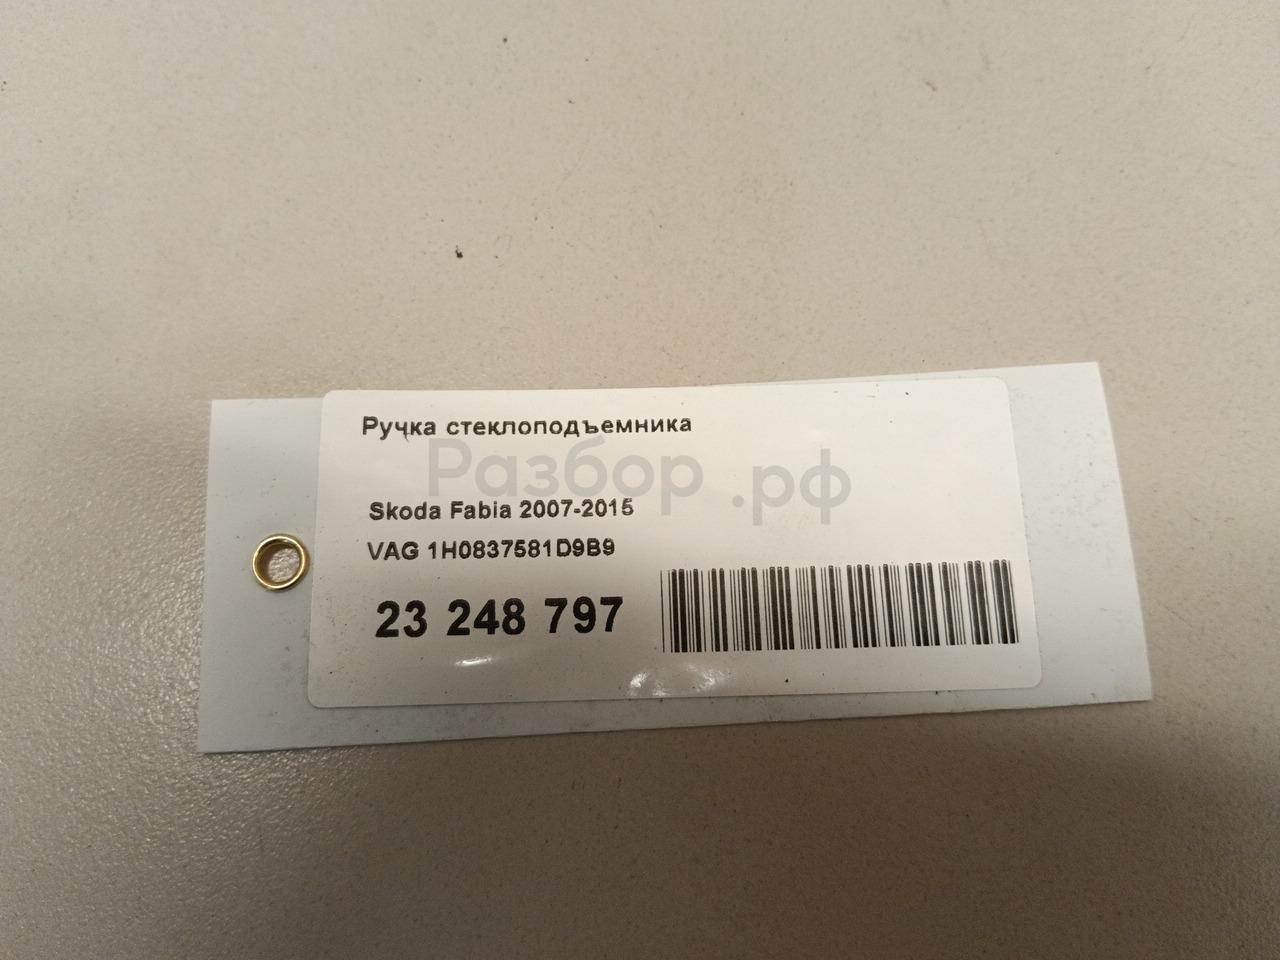 Ручка стеклоподъемника
Разбор.рф
Skoda Fabia 2007-2015
VAG 1H0837581D9B9
23 248 797